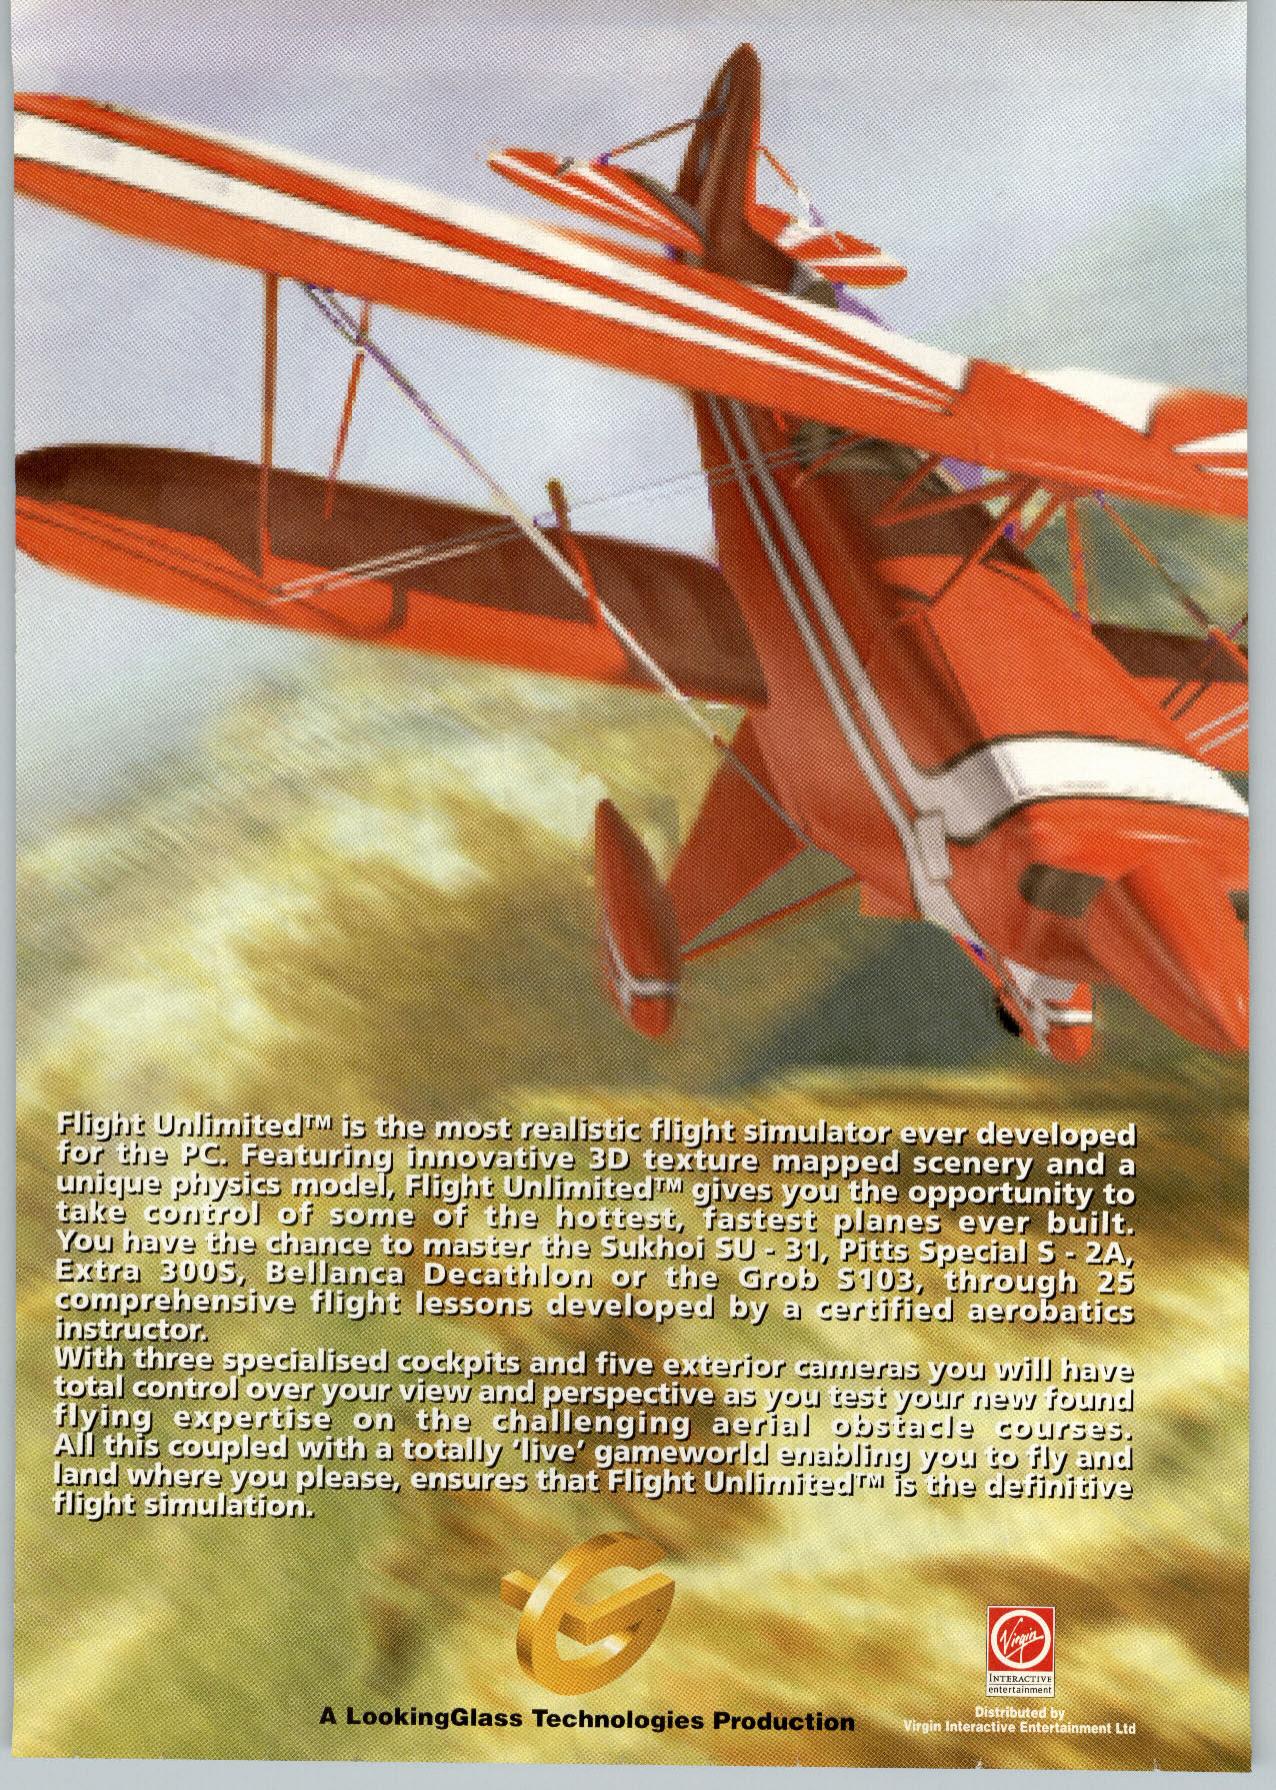 Flight Unlimited™ is the most realistic flight simulator ever developed
for the PC. Featuring innovative 3D texture mapped scenery and a
unique physics model, Flight Unlimited™ gives you the opportunity to
take control of some of the hottest, fastest planes ever built.
You have the chance to master the Sukhoi SU - 31, Pitts Special S - 2A,
Extra 300S, Bellanca Decathlon or the Grob S103, through 25
comprehensive flight lessons developed by a certified aerobatics
instructor.
With three specialised cockpits and five exterior cameras you will have
total control over your view and perspective as you test your new found
flying expertise on the challenging aerial obstacle courses.
All this coupled with a totally 'live' gameworld enabling you to fly and
land where you please, ensures that Flight Unlimited™ is the definitive
flight simulation.
Virgin
INTERACTIVE
entertainment
A LookingGlass Technologies Production
Distributed by
Virgin Interactive Entertainment Ltd